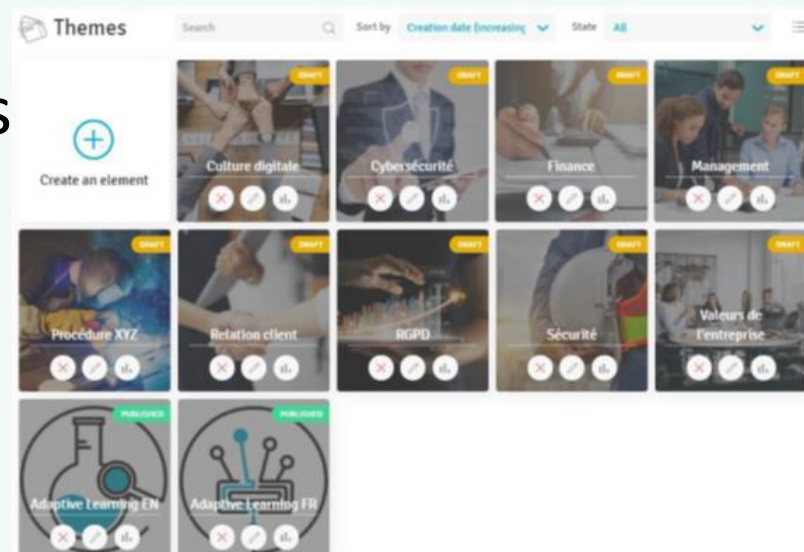 s
Themes
Search
Sort by Creation date (increasing
State All
Create an element
DRAFT
Culture digitale
DRAFT
Cybersécurité
DRAFT
Finance
DRAFT
Management
DRAFT
Procédure XYZ
DRAFT
Relation client
DRAFT
RGPD
DRAFT
Sécurité
DRAFT
Valeurs de
l'entreprise
PUBLISHED
Adaptive Learning EN
PUBLISHED
Adaptive Learning FR